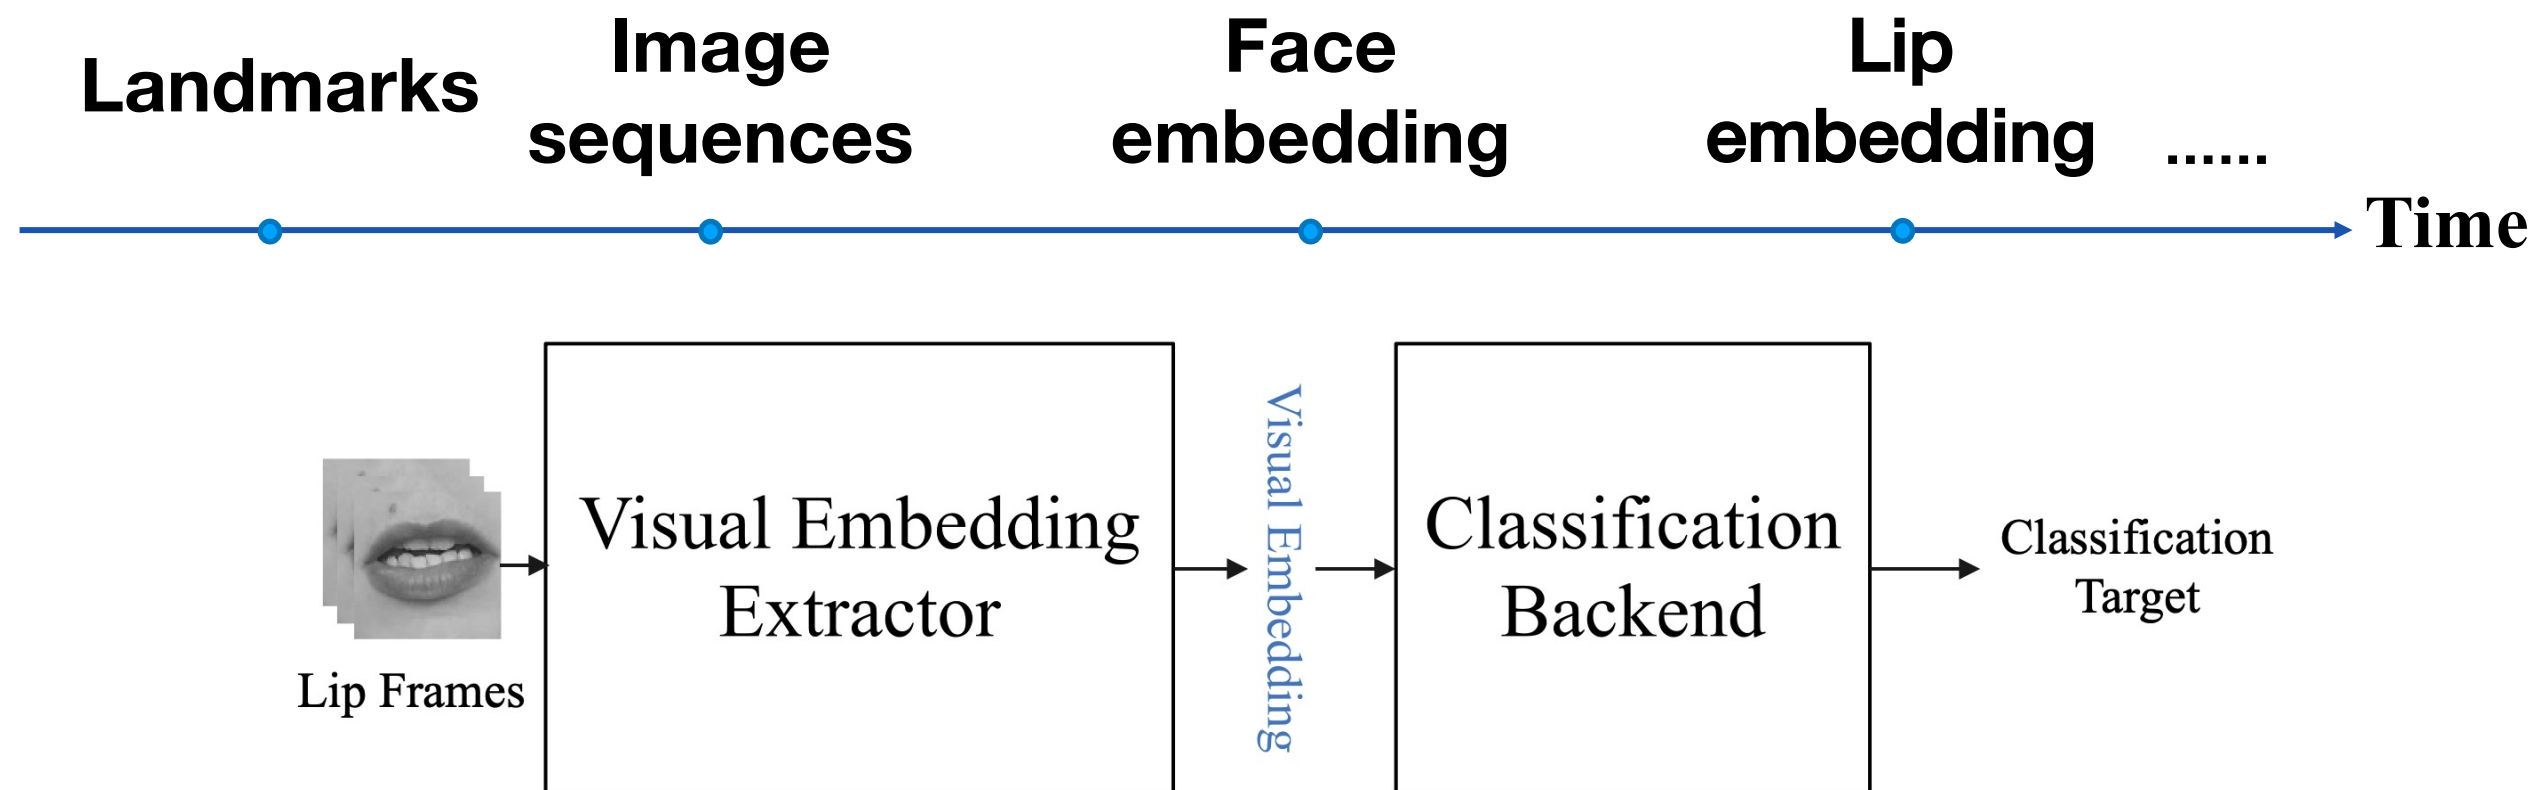 Landmarks
Image
sequences
Face
embedding
Lip
embedding
......
Time
Lip Frames
Visual Embedding
Extractor
Visual Embedding
Classification
Backend
Classification
Target